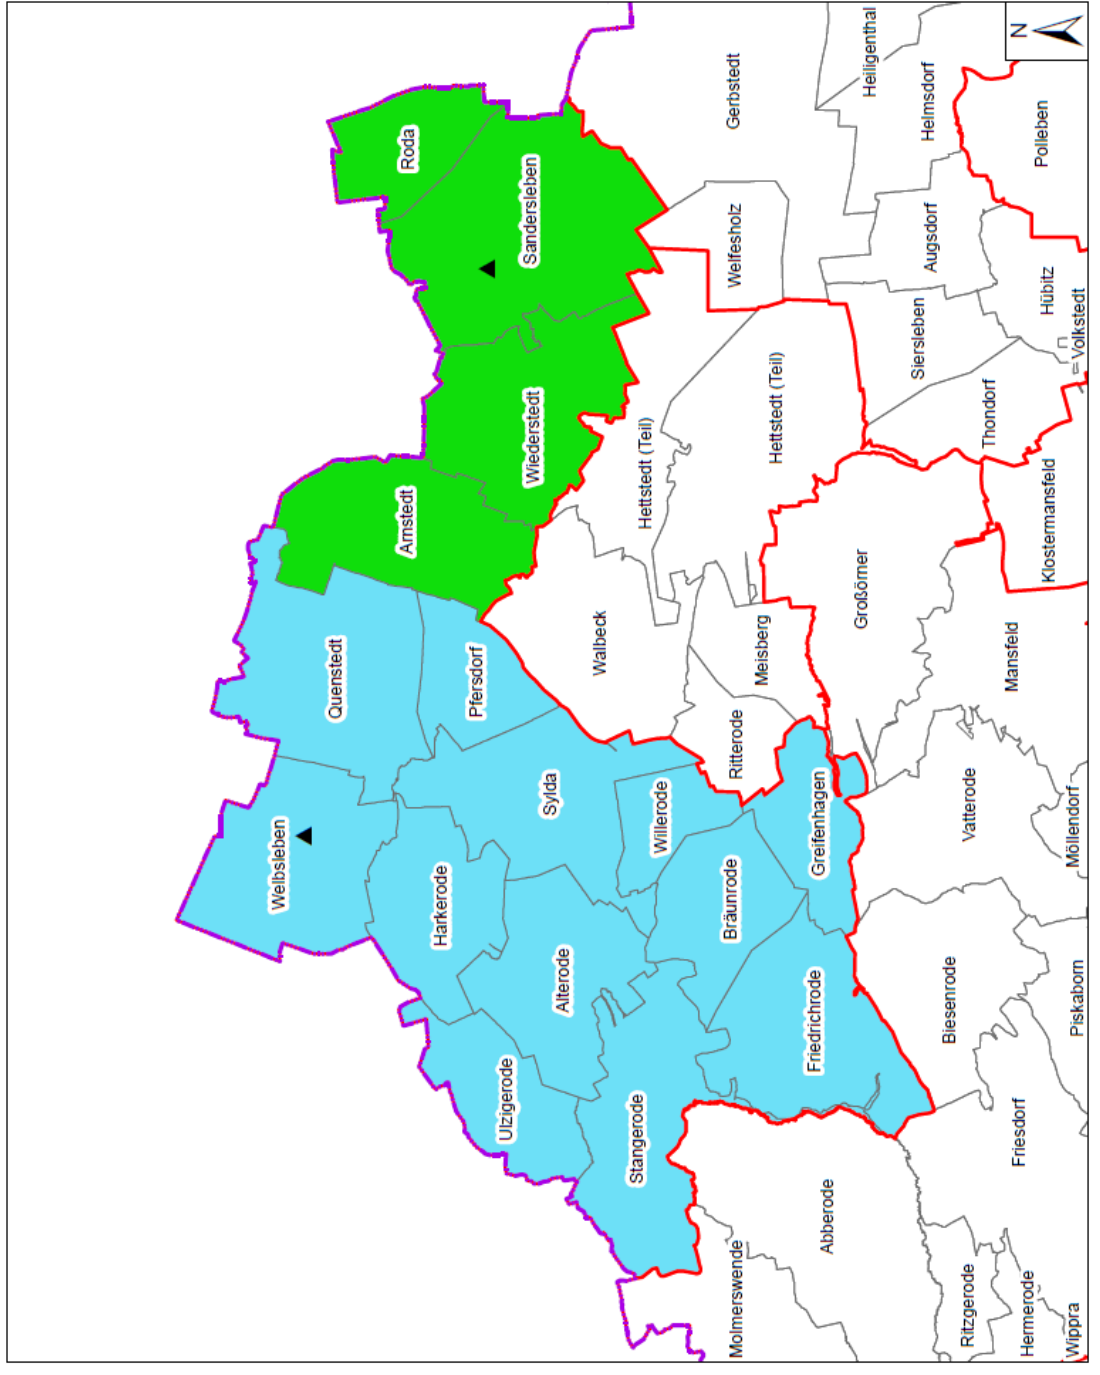 Welbsleben
Quenstedt
Arnstedt
Roda
Harkerode
Pfersdorf
Ulzigerode
Sandersleben
Wiederstedt
Sylda
Alterode
Walbeck
Stangerode
Hettstedt (Teil)
Willerode
Molmerswende
Bräunrode
Ritterode
Welfesholz
Gerbstedt
Meisberg
Hettstedt (Teil)
Friedrichrode
Greifenhagen
Abberode
Großörner
Heiligenthal
Siersleben
Helmsdorf
Augsdorf
Biesenrode
Ritzgerode
Vatterode
Thondorf
Mansfeld
Friesdorf
N
Hermerode
Polleben
Klostermansfeld
Hübitz
Wippra
Piskaborn
Möllendorf
Volkstedt